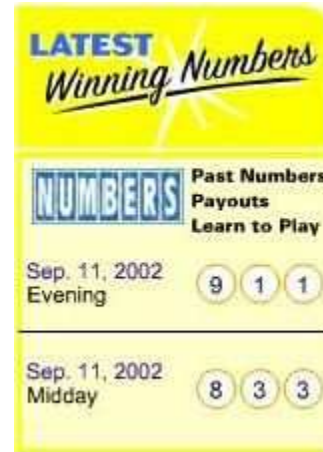 LATEST
Winning Numbers
NUMBERS
Past Numbers
Payouts
Learn to Play
Sep. 11, 2002
Evening
9 1 1
Sep. 11, 2002
Midday
8 3 3